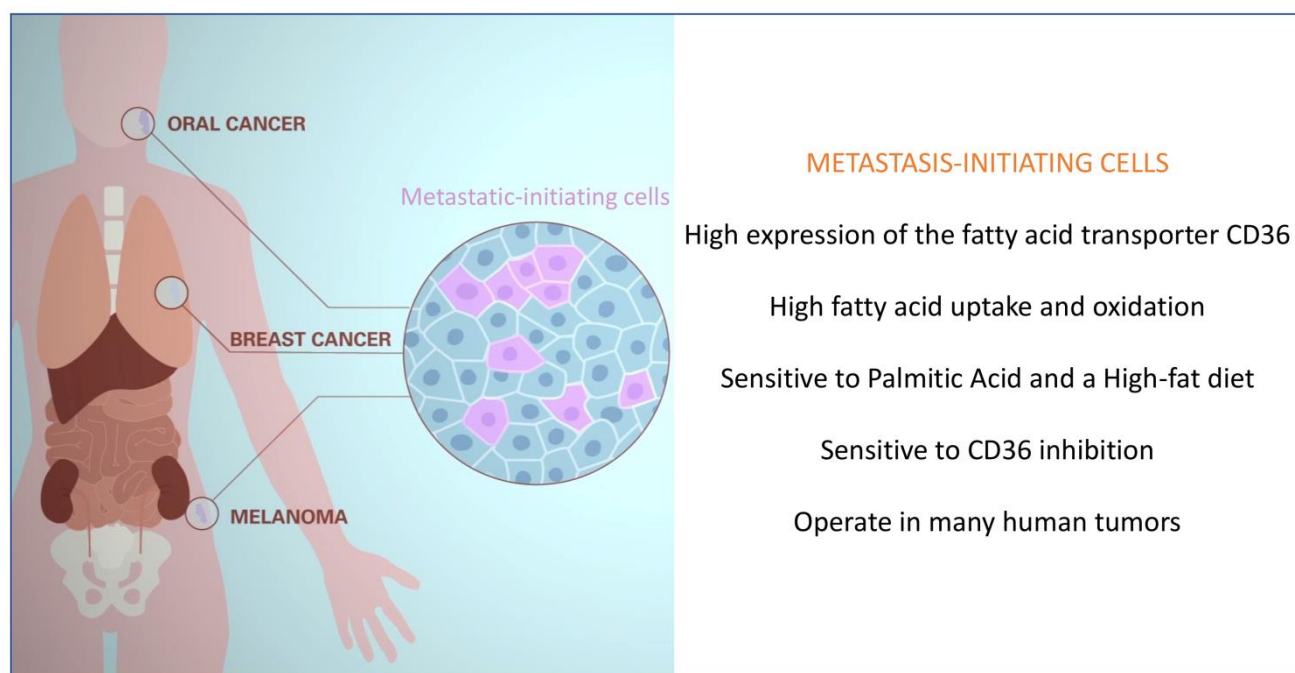 ORAL CANCER
Metastatic-initiating cells
BREAST CANCER
MELANOMA
METASTASIS-INITIATING CELLS
High expression of the fatty acid transporter CD36
High fatty acid uptake and oxidation
Sensitive to Palmitic Acid and a High-fat diet
Sensitive to CD36 inhibition
Operate in many human tumors